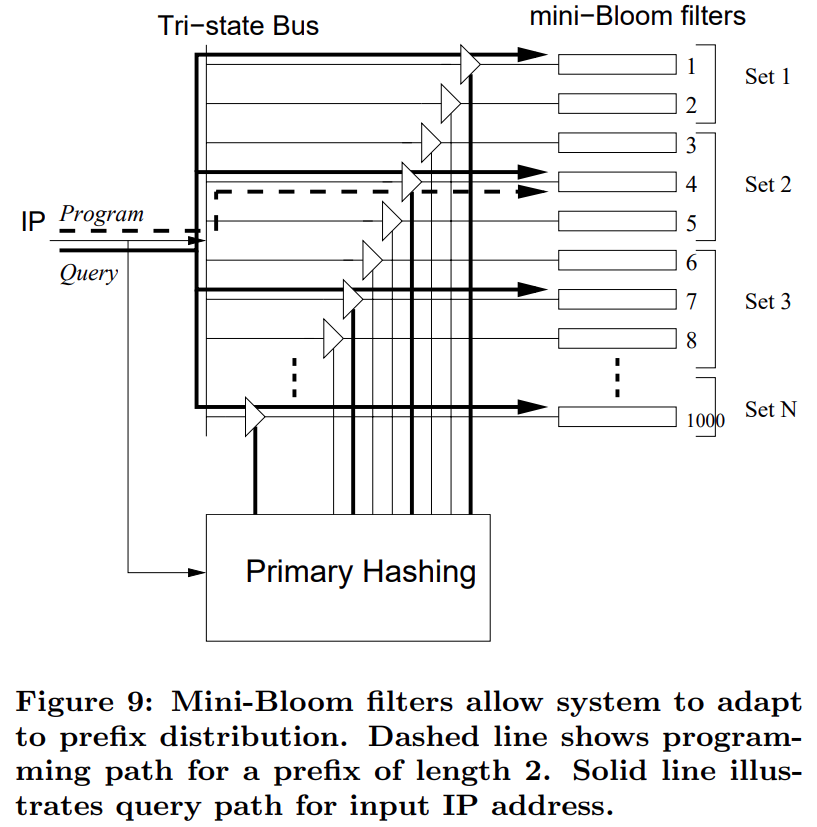 Tri−state Bus
mini−Bloom filters
1
Set 1
2
3
4
Set 2
5
IP
Program
Query
6
7
Set 3
8
1000
Set N
Primary Hashing
Figure 9: Mini-Bloom filters allow system to adapt
to prefix distribution. Dashed line shows program-
ming path for a prefix of length 2. Solid line illus-
trates query path for input IP address.